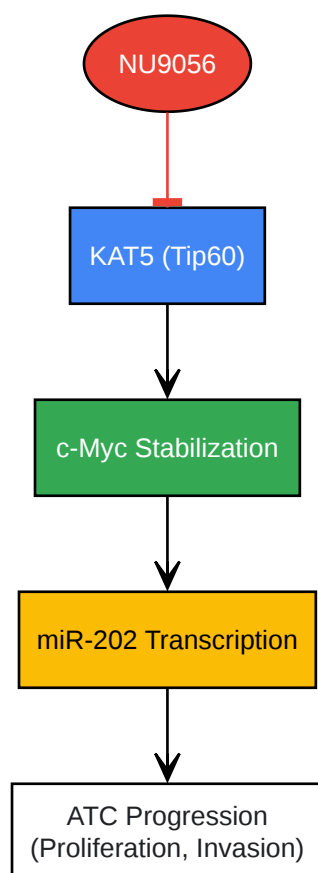 NU9056
KAT5 (Tip60)
c-Myc Stabilization
miR-202 Transcription
ATC Progression
(Proliferation, Invasion)